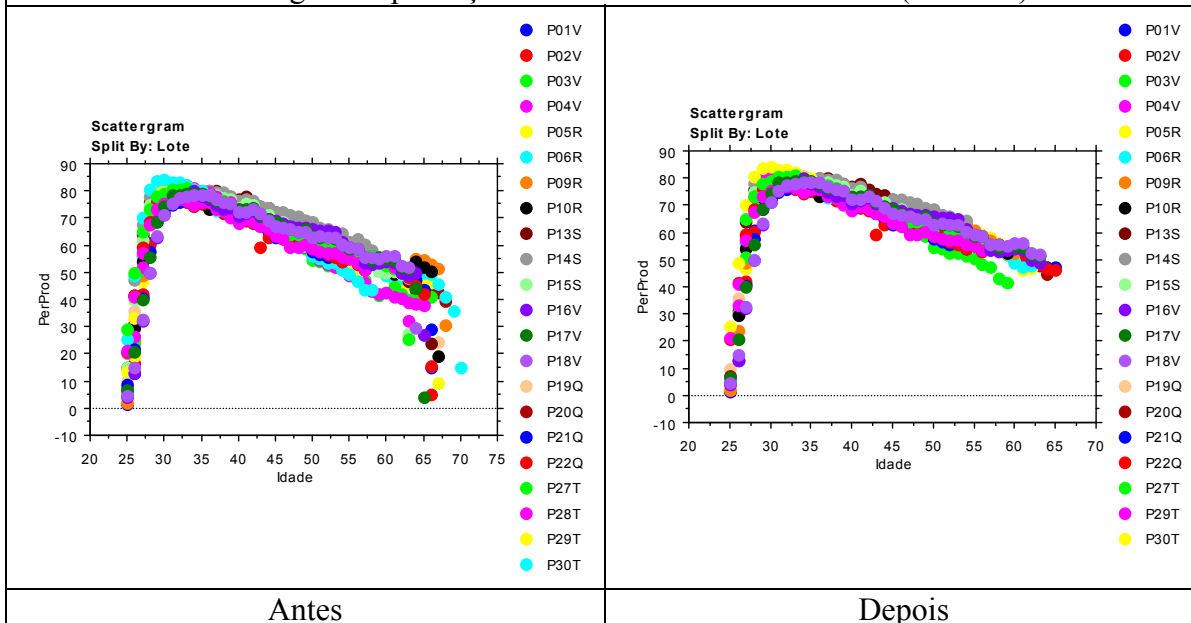 Scattergram
Split By: Lote
90
80
70
60
50
40
30
20
10
0
-10
PerProd
20 25 30 35 40 45 50 55 60 65 70 75
Idade
P01V
P02V
P03V
P04V
P05R
P06R
P09R
P10R
P13S
P14S
P15S
P16V
P17V
P18V
P19Q
P20Q
P21Q
P22Q
P27T
P28T
P29T
P30T
Antes
Scattergram
Split By: Lote
90
80
70
60
50
40
30
20
10
0
-10
PerProd
20 25 30 35 40 45 50 55 60 65 70
Idade
P01V
P02V
P03V
P04V
P05R
P06R
P09R
P10R
P13S
P14S
P15S
P16V
P17V
P18V
P19Q
P20Q
P21Q
P22Q
P27T
P29T
P30T
Depois